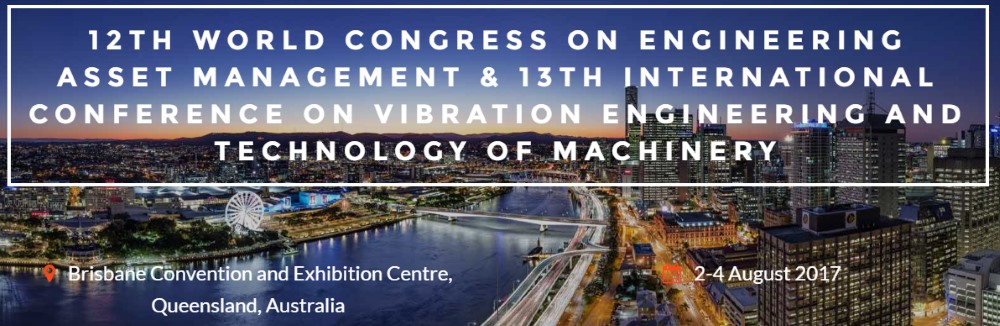 12TH WORLD CONGRESS ON ENGINEERING
ASSET MANAGEMENT & 13TH INTERNATIONAL
CONFERENCE ON VIBRATION ENGINEERING AND
TECHNOLOGY OF MACHINERY
Brisbane Convention and Exhibition Centre,
Queensland, Australia
2-4 August 2017